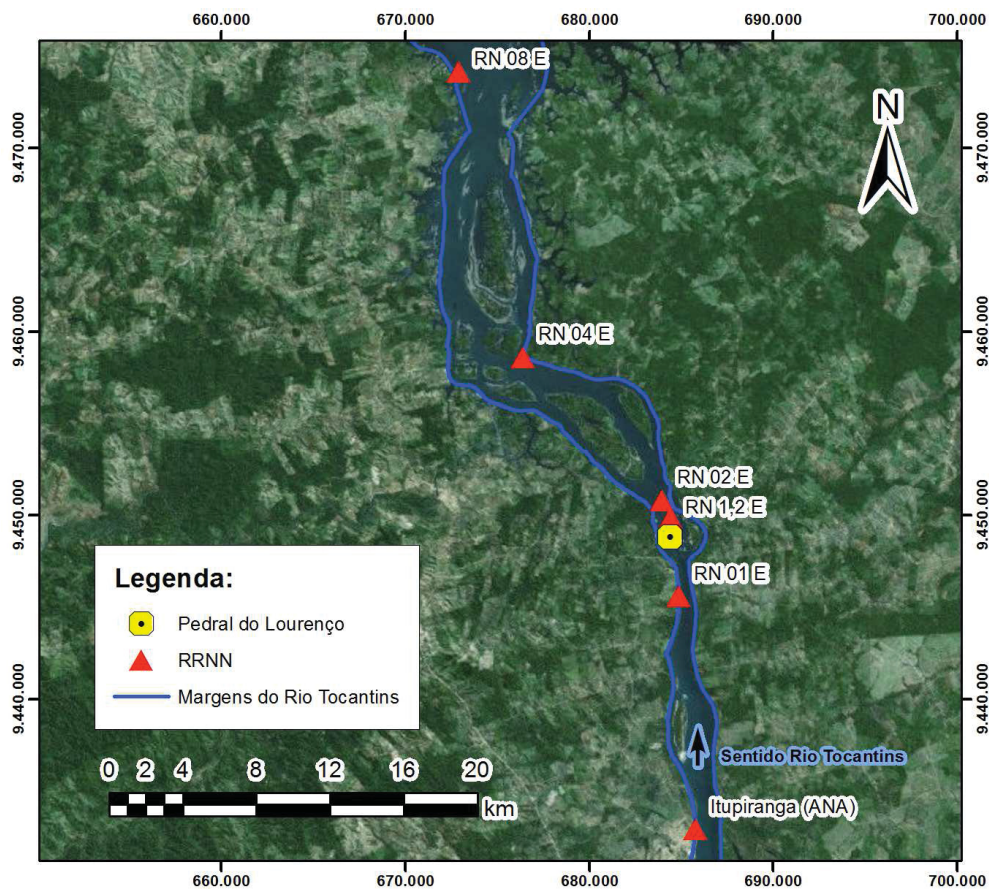 660.000 670.000 680.000 690.000 700.000
RN 08 E
N
9.470.000
9.470.000
RN 04 E
9.460.000
9.460.000
RN 02 E
RN 1,2 E
9.450.000
9.450.000
RN 01 E
Legenda:
Pedral do Lourenço
RRNN
Margens do Rio Tocantins
9.440.000
9.440.000
Sentido Rio Tocantins
0 2 4 8 12 16 20
km
Itupiranga (ANA)
660.000 670.000 680.000 690.000 700.000